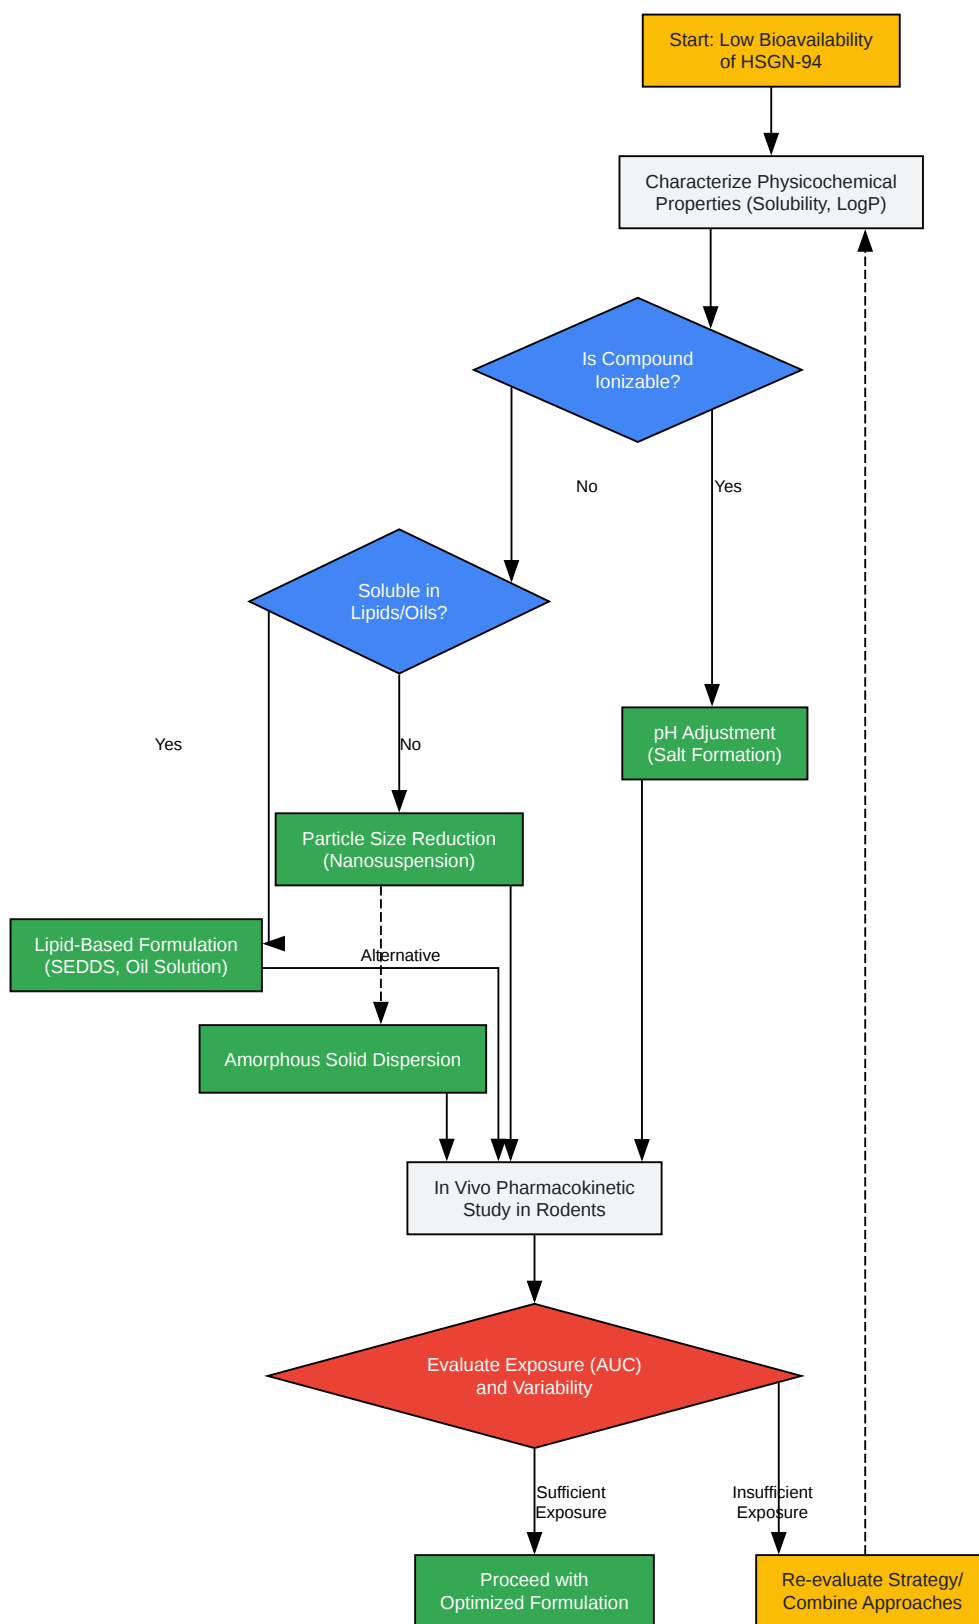 Start: Low Bioavailability
of HSGN-94
Characterize Physicochemical
Properties (Solubility, LogP)
Is Compound
Ionizable?
No
Yes
Soluble in
Lipids/Oils?
Yes
No
pH Adjustment
(Salt Formation)
Particle Size Reduction
(Nanosuspension)
Lipid-Based Formulation
(SEDDS, Oil Solution)
Alternative
Amorphous Solid Dispersion
In Vivo Pharmacokinetic
Study in Rodents
Evaluate Exposure (AUC)
and Variability
Sufficient
Exposure
Insufficient
Exposure
Proceed with
Optimized Formulation
Re-evaluate Strategy/
Combine Approaches